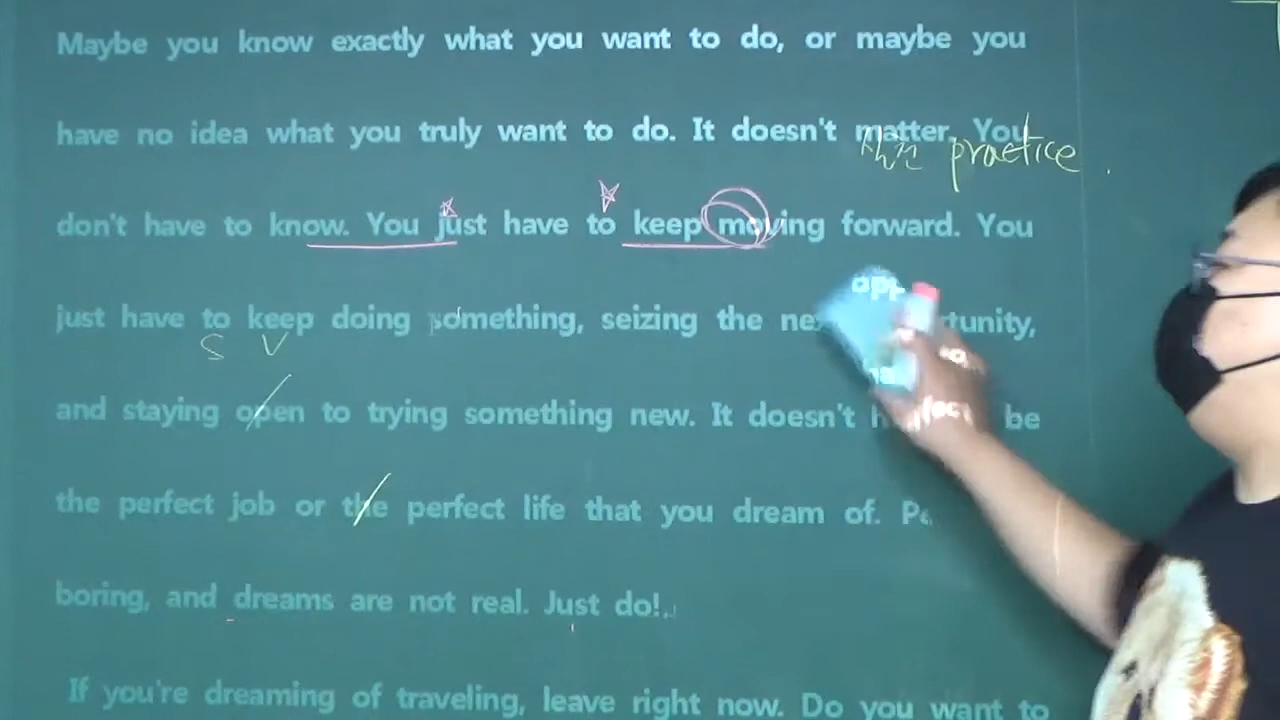 Maybe you know exactly what you want to do, or maybe you
have no idea what you truly want to do. It doesn't matter. You
practice.
don't have to know. You just have to keep moving forward. You
just have to keep doing something, seizing the
and staying open to trying something new. It doesn't be
S V
the perfect job or the perfect life that you dream of.
boring, and dreams are not real. Just do!
If you're dreaming of traveling, leave right now. Do you want to